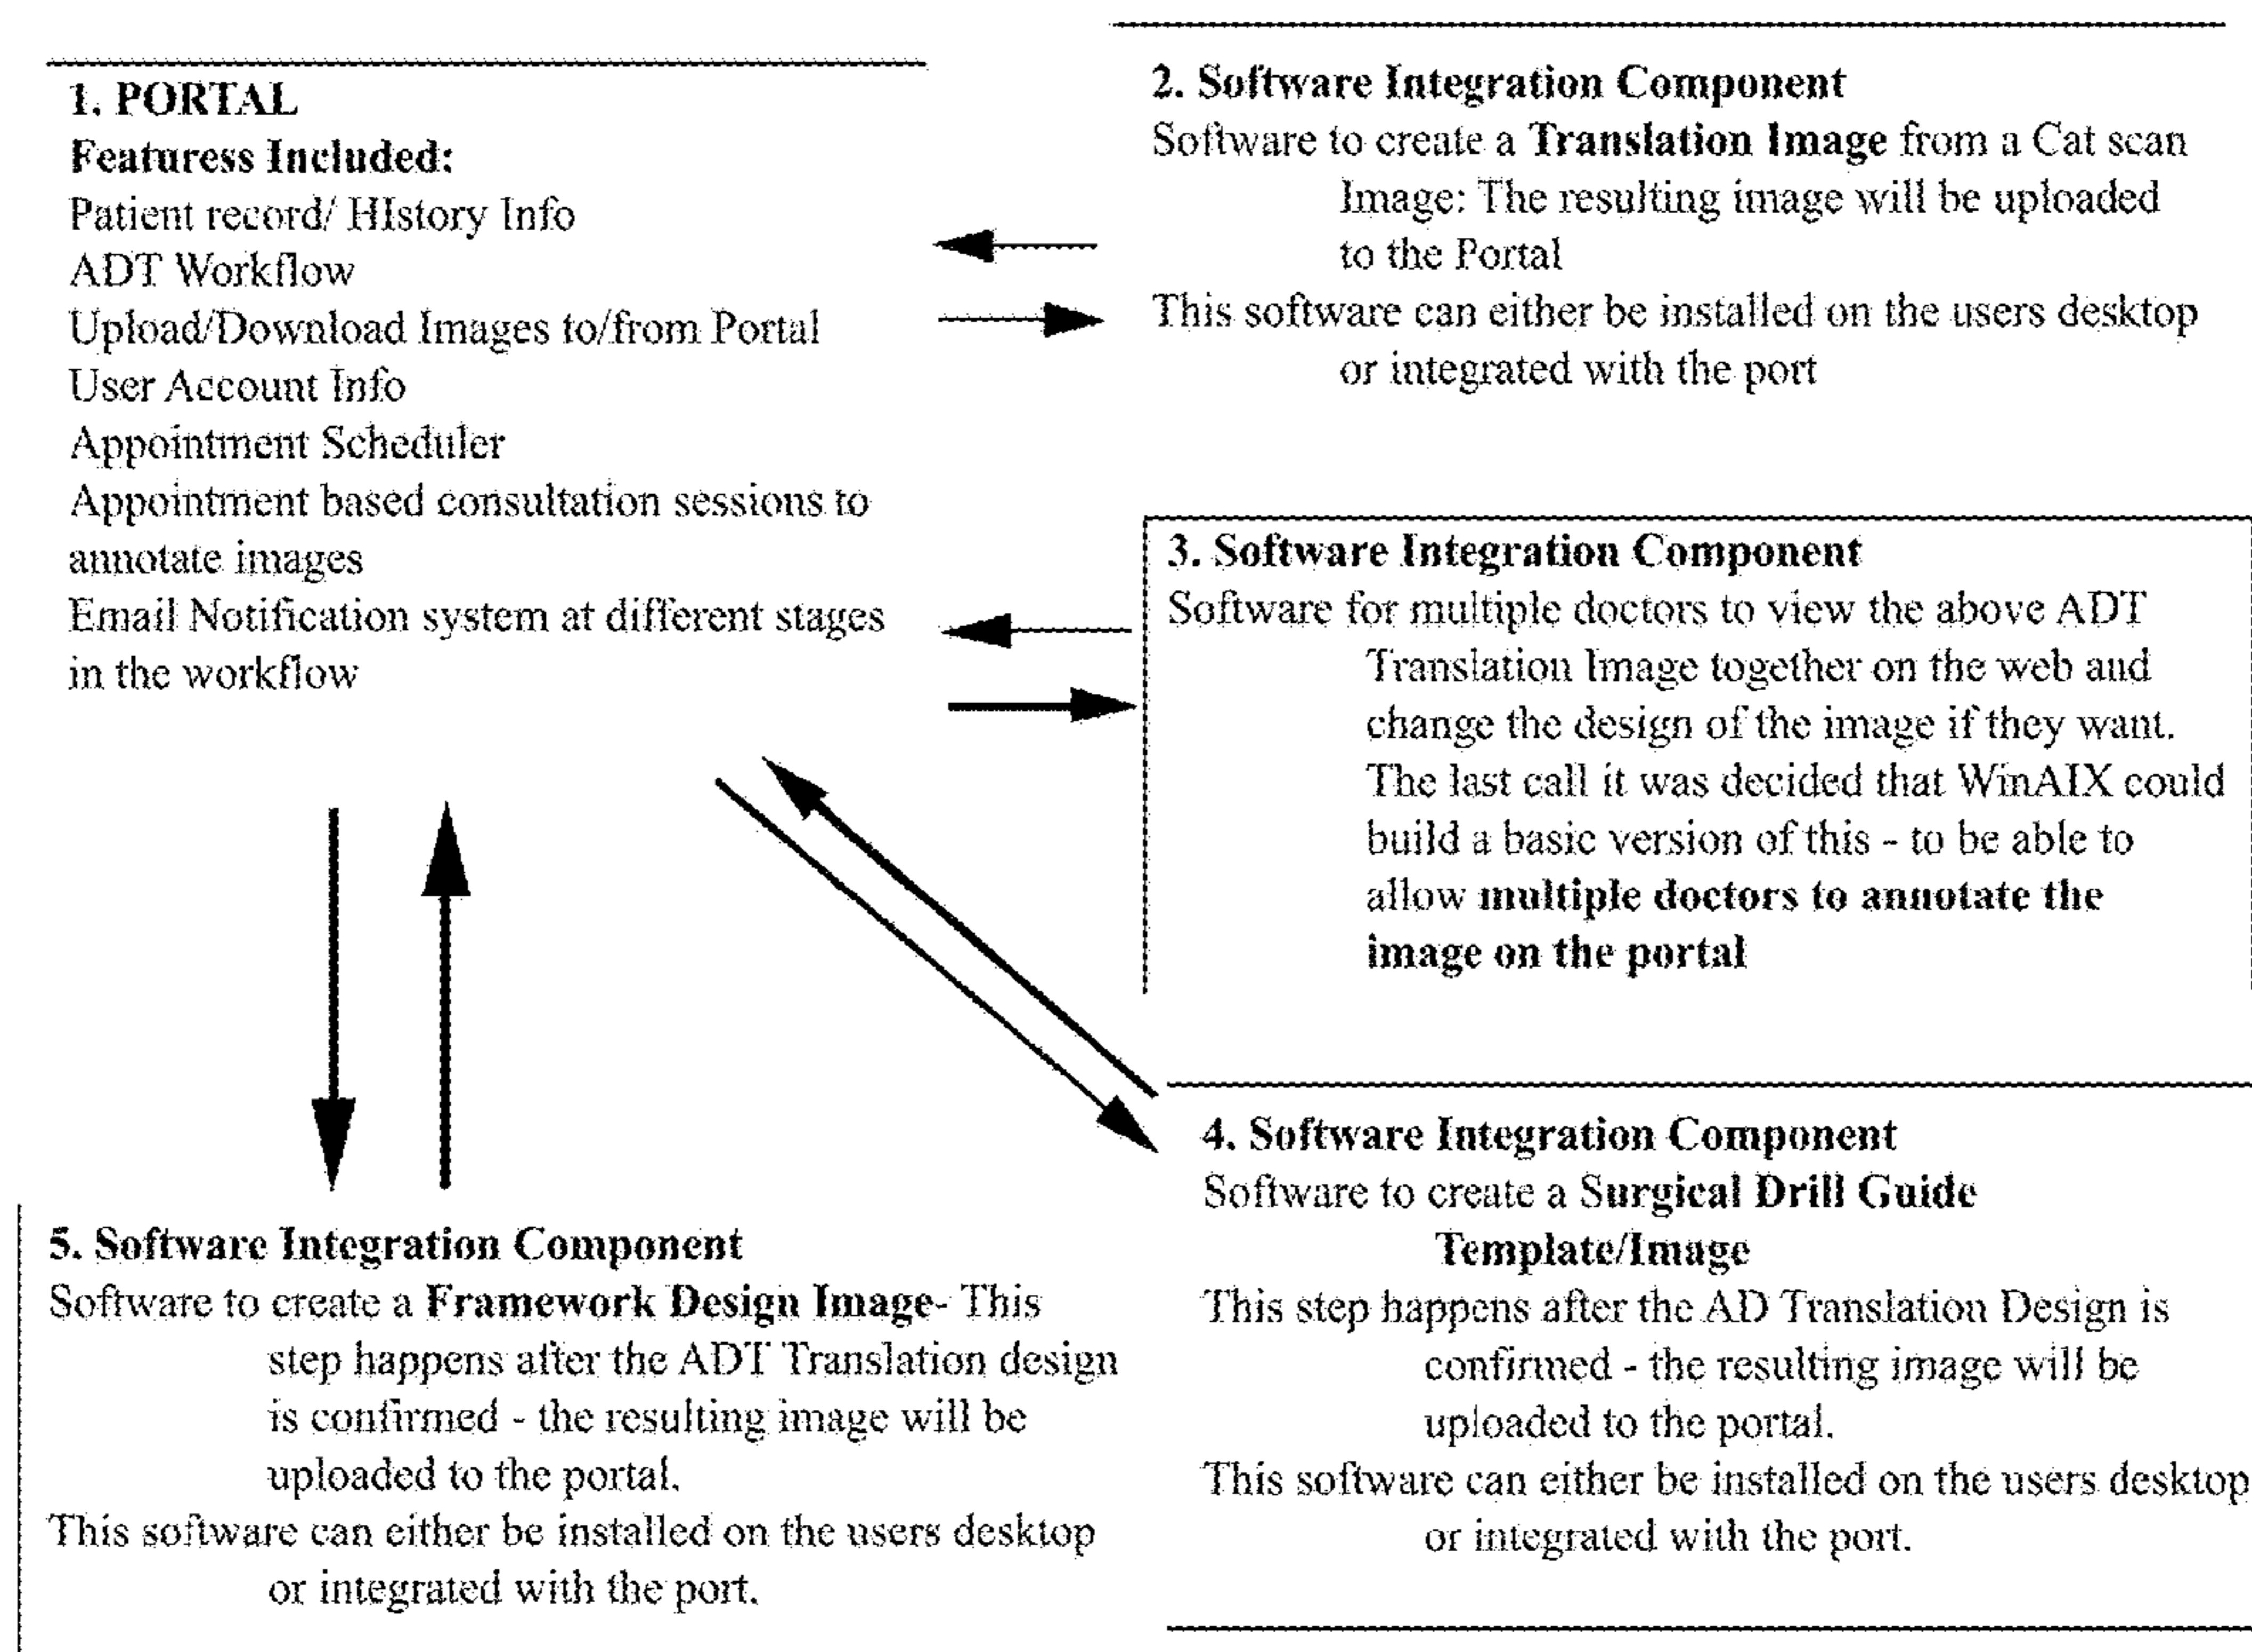 1. PORTAL
Featuress Included:
Patient record/ HIstory Info
ADT Workflow
Upload/Download Images to/from Portal
User Account Info
Appointment Scheduler
Appointment based consultation sessions to
annotate images
Email Notification system at different stages
in the workflow
2. Software Integration Component
Software to create a Translation Image from a Cat scan
Image: The resulting image will be uploaded
to the Portal
This software can either be installed on the users desktop
or integrated with the port
3. Software Integration Component
Software for multiple doctors to view the above ADT
Translation Image together on the web and
change the design of the image if they want.
The last call it was decided that WinAIX could
build a basic version of this - to be able to
allow multiple doctors to annotate the
image on the portal
4. Software Integration Component
Software to create a Surgical Drill Guide
Template/Image
This step happens after the AD Translation Design is
confirmed - the resulting image will be
uploaded to the portal.
This software can either be installed on the users desktop
or integrated with the port.
5. Software Integration Component
Software to create a Framework Design Image- This
step happens after the ADT Translation design
is confirmed - the resulting image will be
uploaded to the portal.
This software can either be installed on the users desktop
or integrated with the port.